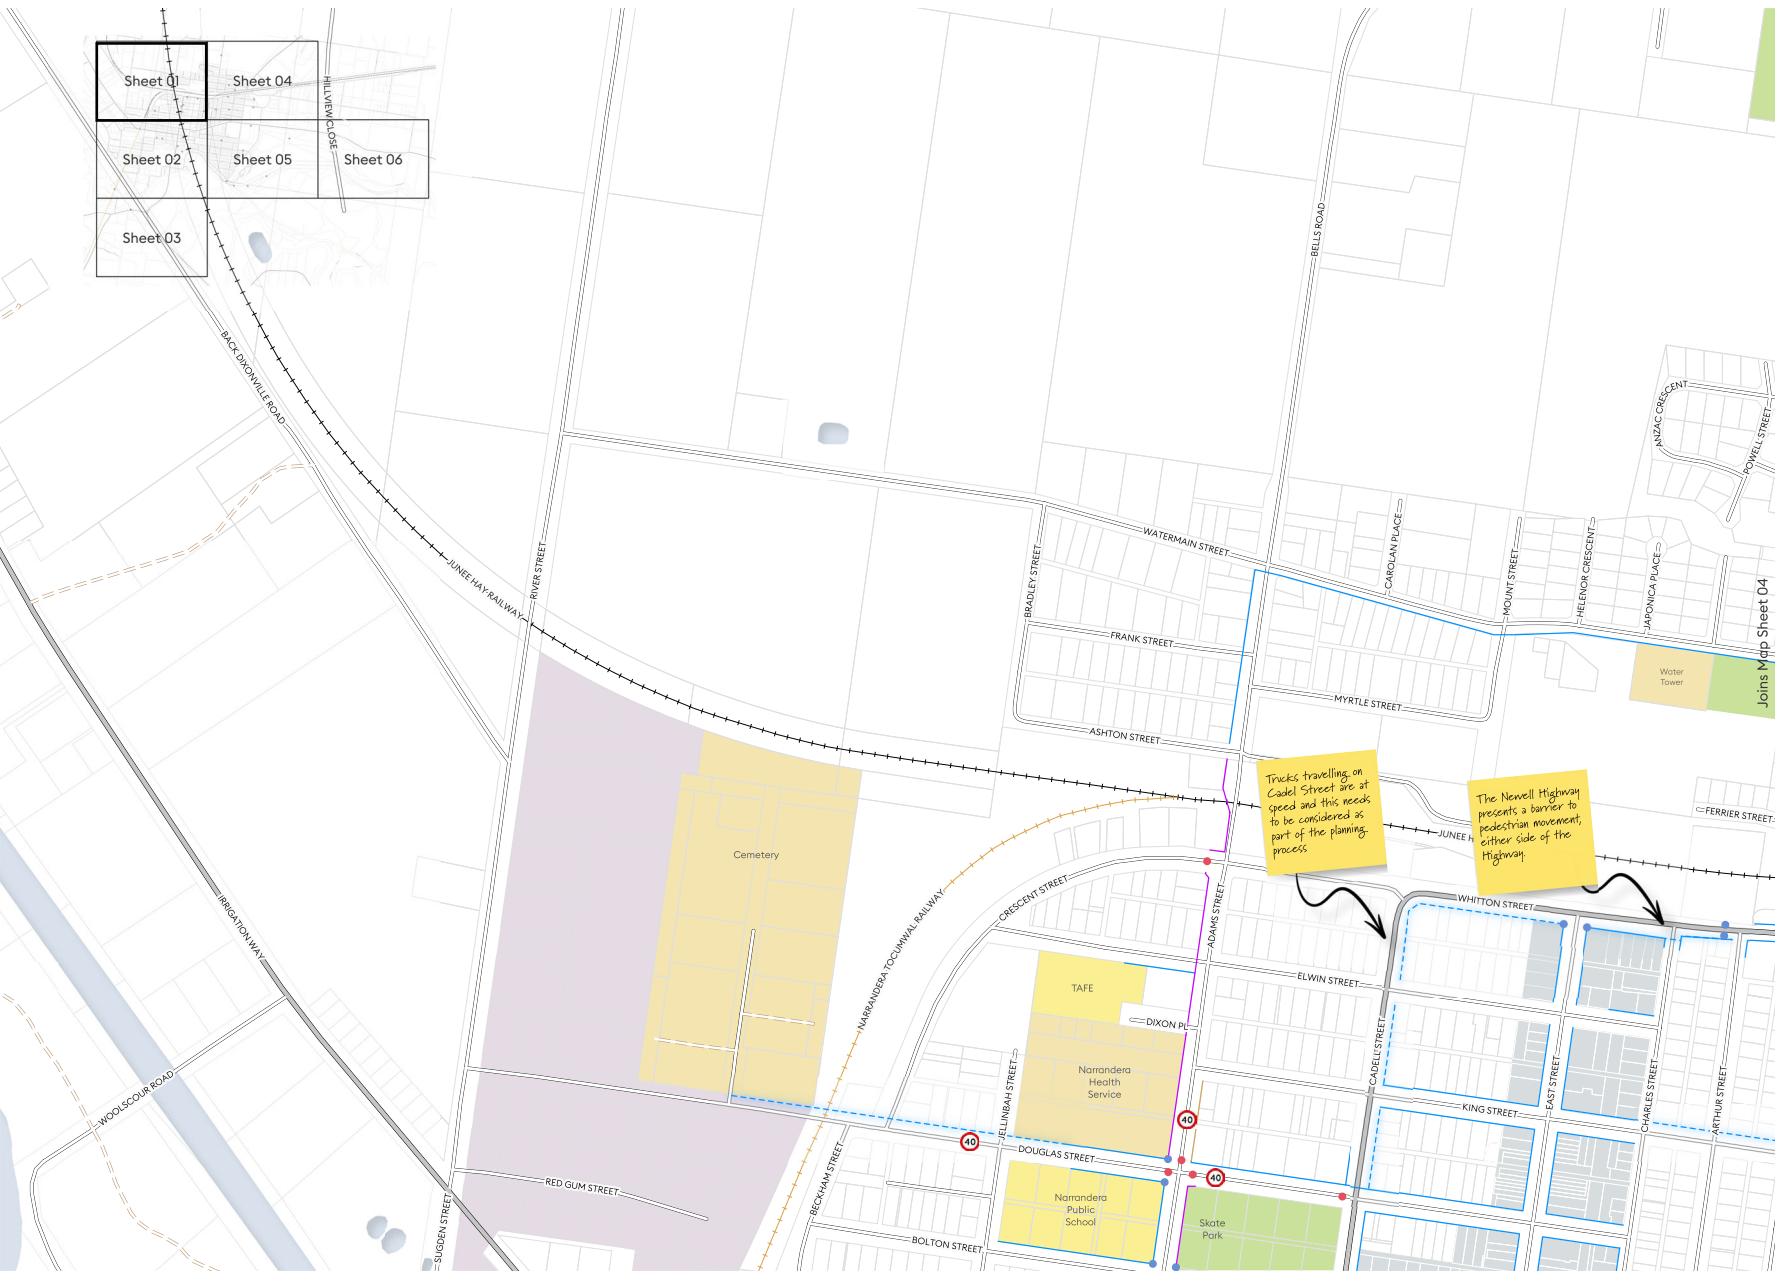 Sheet 01
Sheet 04
HILLVIEW CLOSE
Sheet 02
Sheet 05
Sheet 06
Sheet 03
BACK DIXONVILLE ROAD
BELLS ROAD
ANZAC CRESCENT
POWELL STREET
JUNEE HAY RAILWAY
RIVER STREET
BRADLEY STREET
WATERMAIN STREET
CAROLAN PLACE
MOUNT STREET
HELENOR CRESCENT
JAPONICA PLACE
Joins Map Sheet 04
FRANK STREET
Water
Tower
MYRTLE STREET
ASHTON STREET
Trucks travelling on
Cadel Street are at
speed and this needs
to be considered as
part of the planning
process
The Newell Highway
presents a barrier to
pedestrian movement,
either side of the
Highway.
FERRIER STREET
JUNEE H
Cemetery
IRRIGATION WAY
NARRANDERA TOCUMWAL RAILWAY
CRESCENT STREET
ADAMS STREET
WHITTON STREET
ELWIN STREET
TAFE
DIXON PL
CADELL STREET
Narrandera
Health
Service
EAST STREET
CHARLES STREET
ARTHUR STREET
KING STREET
WOOLSCOUR ROAD
JELLINBAH STREET
40
40
DOUGLAS STREET
40
RED GUM STREET
BECKHAM STREET
Narrandera
Public
School
Skate
Park
SUGDEN STREET
BOLTON STREET